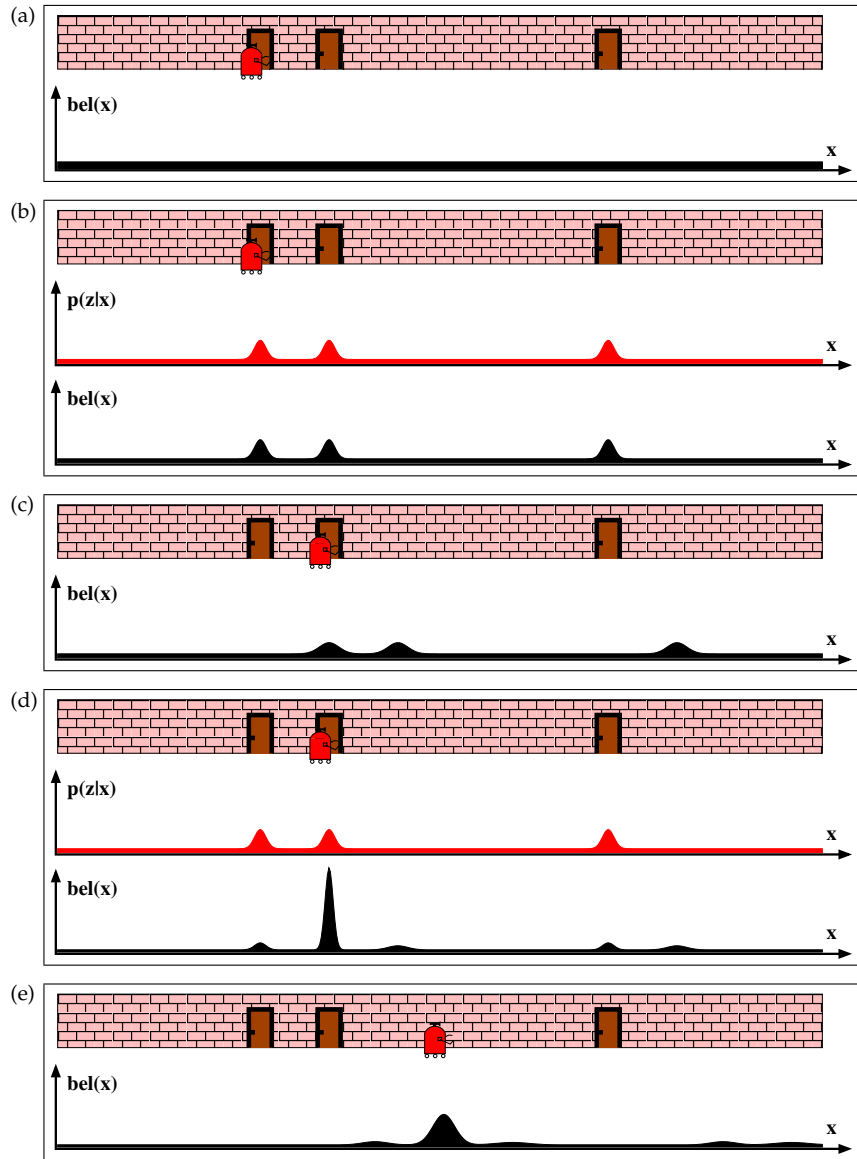 (a)
bel(x)
x
(b)
p(z|x)
x
bel(x)
x
(c)
bel(x)
x
(d)
p(z|x)
x
bel(x)
x
(e)
bel(x)
x